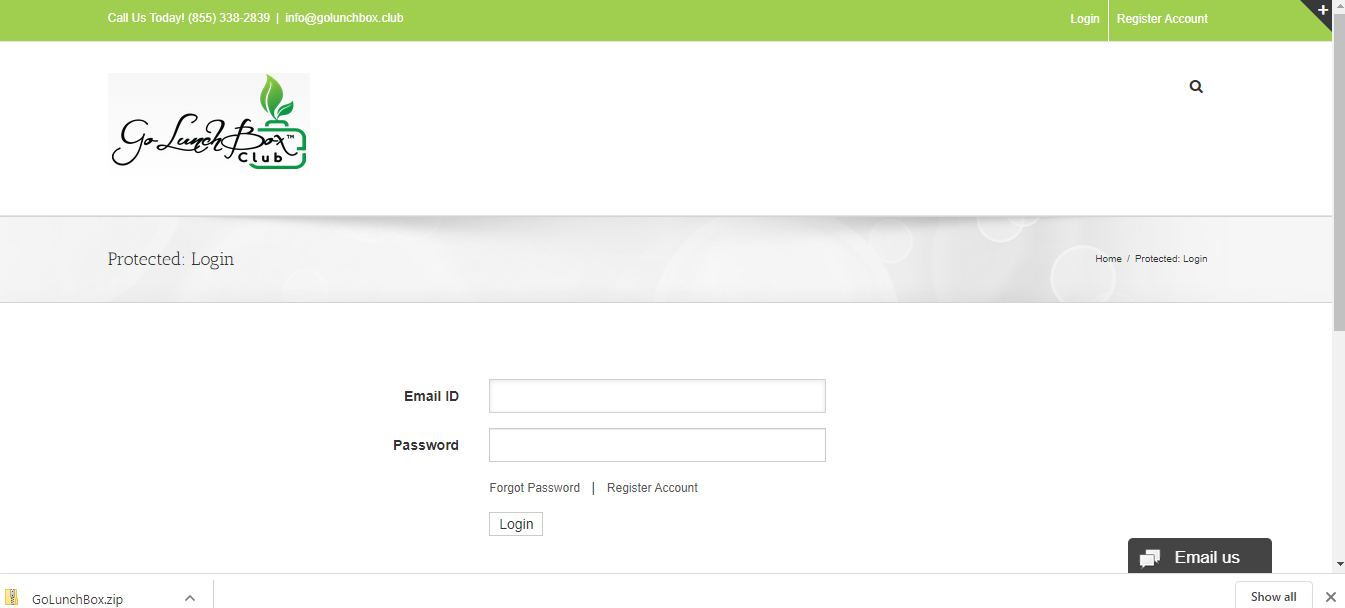 Call Us Today! (855) 338-2839 | info@golunchbox.club
Login
Register Account
Go LunchBox™
Club
Protected: Login
Home / Protected: Login
Email ID
Password
Forgot Password | Register Account
Login
Email us
GoLunchBox.zip
Show all